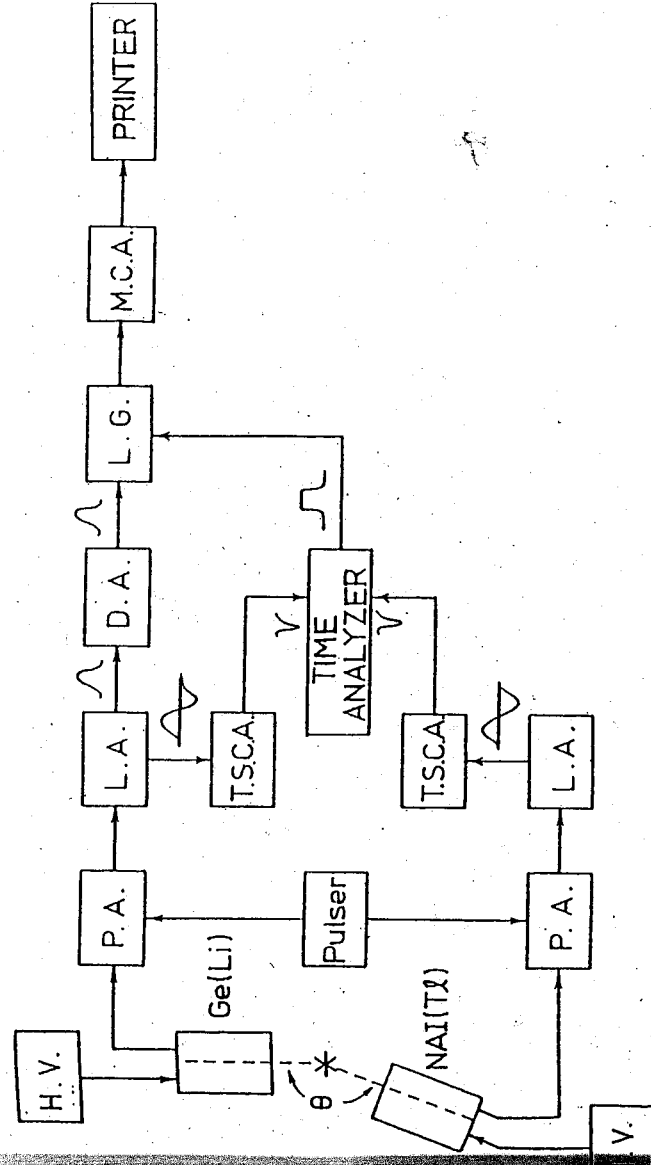 H.V.
P.A.
L.A.
D.A.
L.G.
M.C.A.
PRINTER
Ge(Li)
T.S.C.A.
θ
Pulser
TIME
ANALYZER
NAI(Tl)
T.S.C.A.
P.A.
L.A.
V.